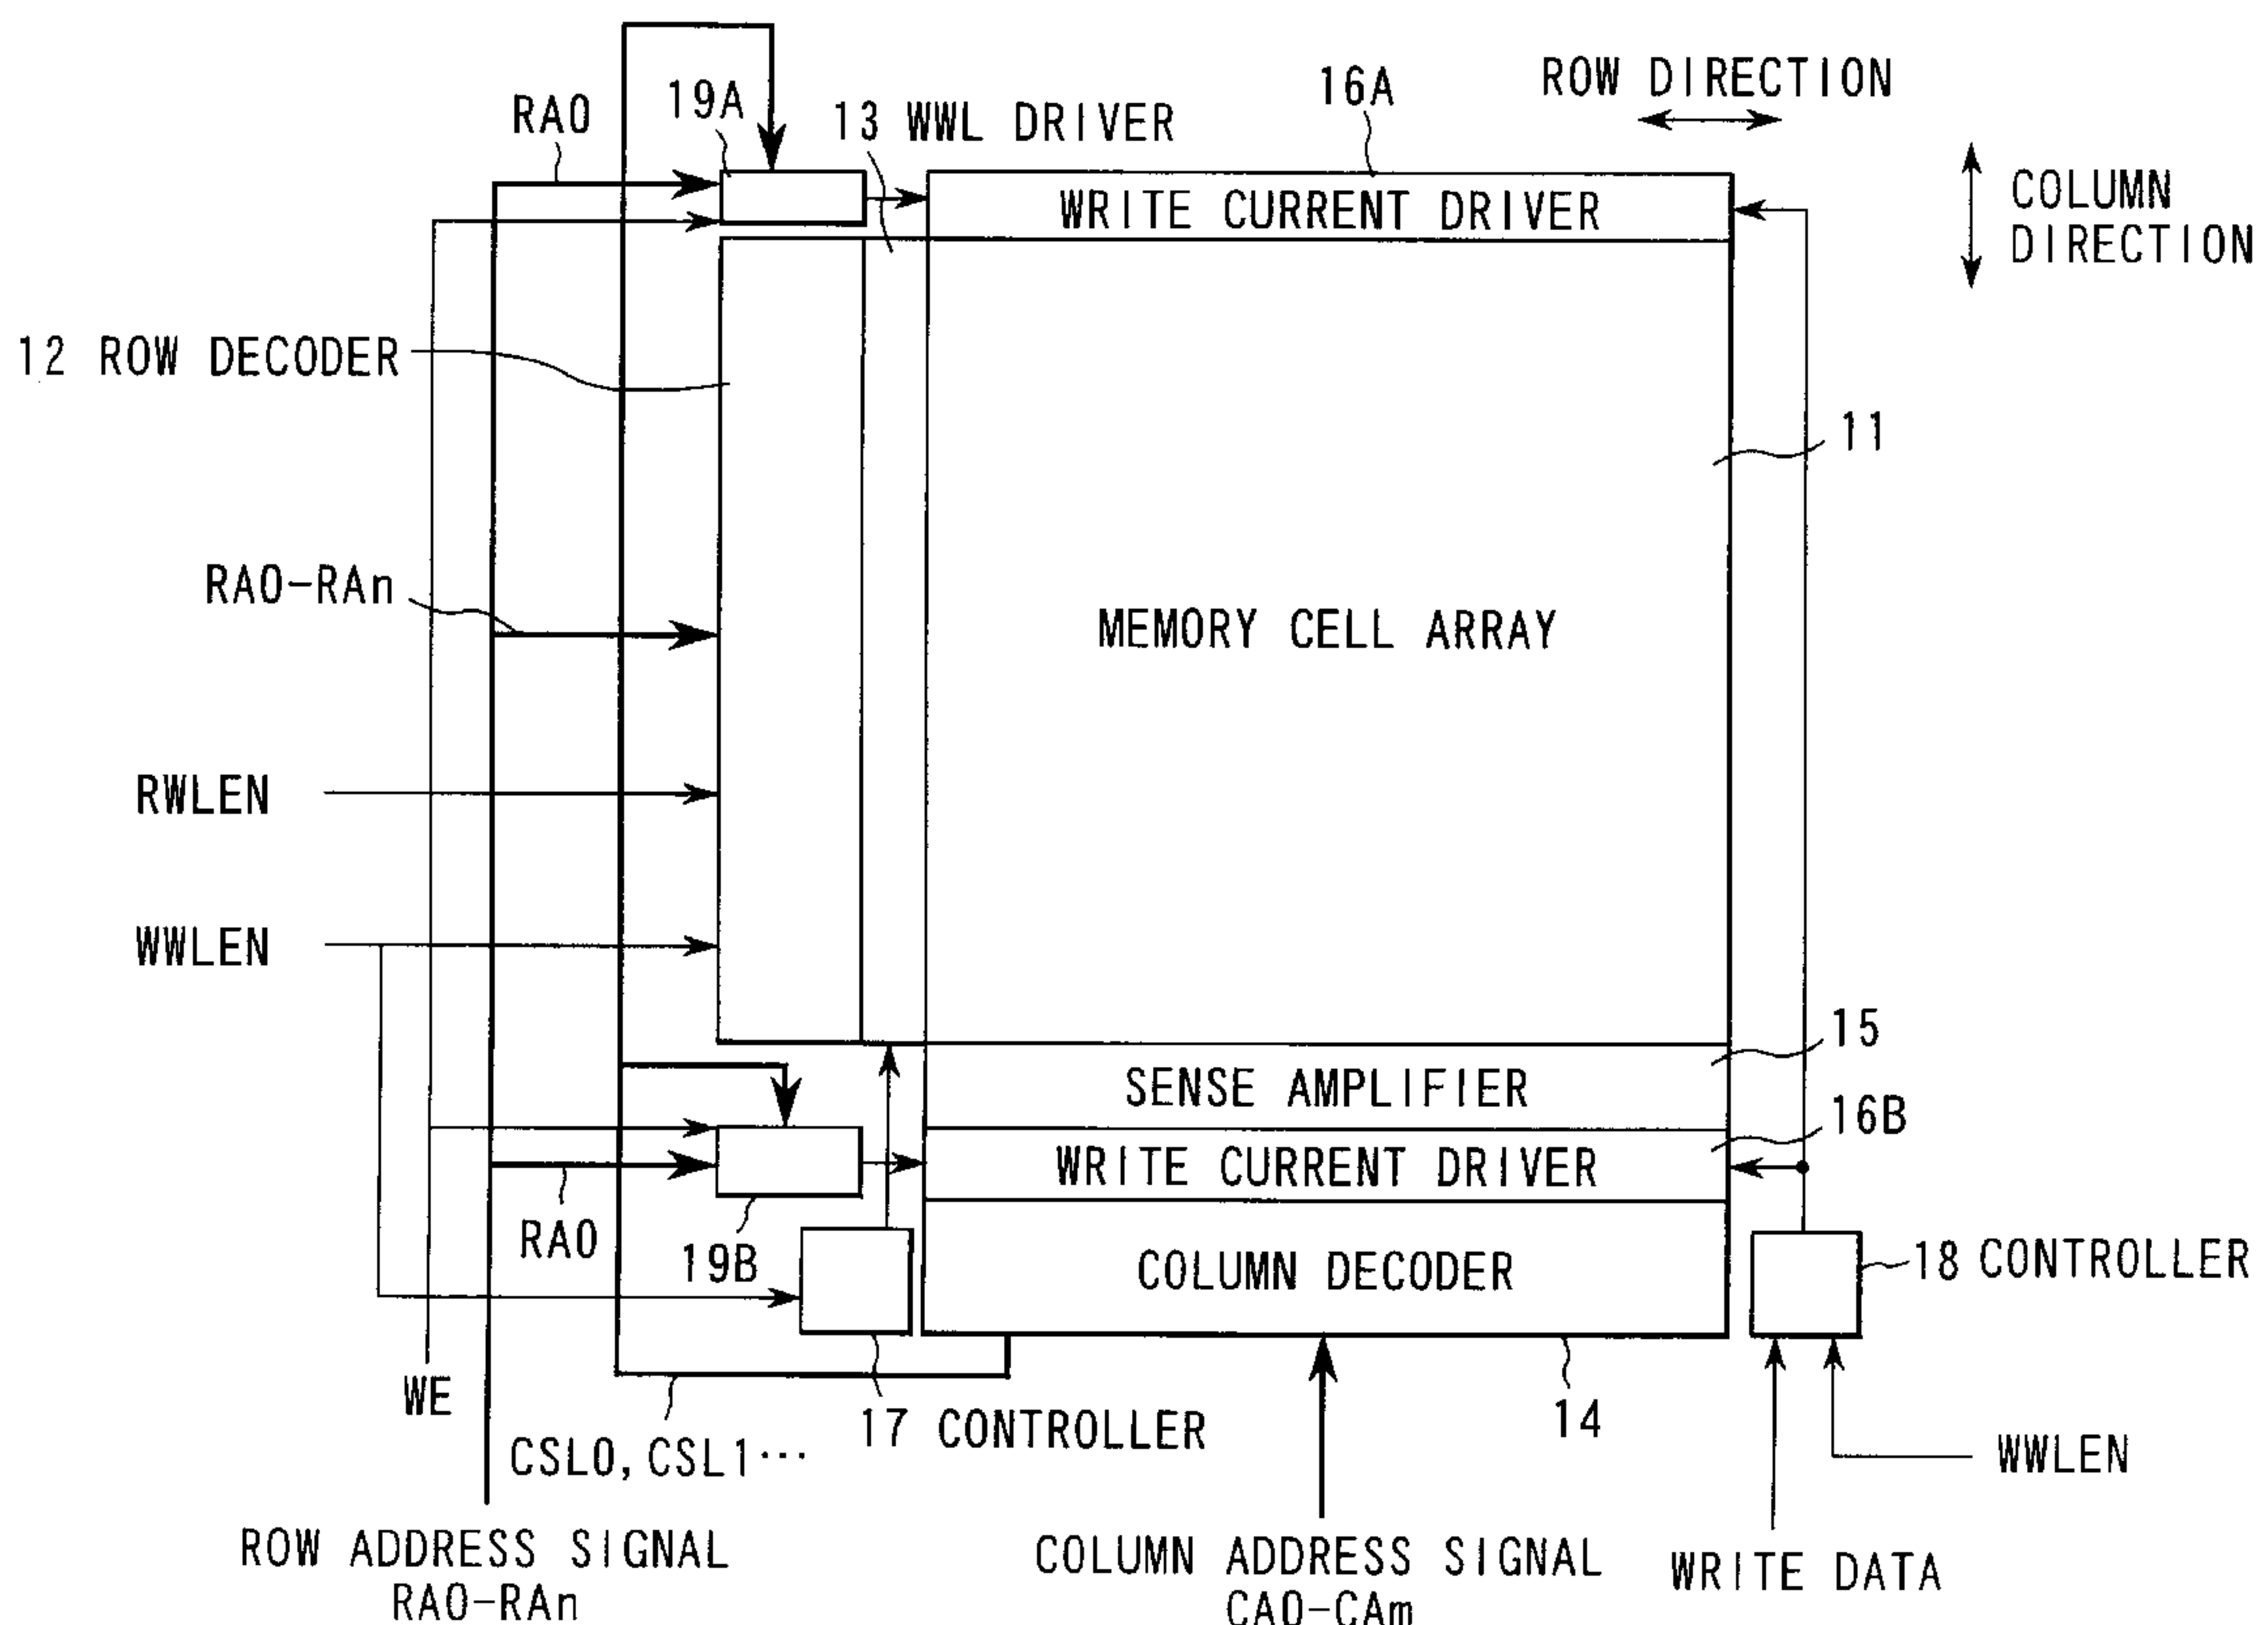 ROW DIRECTION
16A
19A
RA0
13 WWL DRIVER
COLUMN
DIRECTION
WRITE CURRENT DRIVER
12 ROW DECODER
11
RA0-RAn
MEMORY CELL ARRAY
RWLEN
WWLEN
15
SENSE AMPLIFIER
16B
WRITE CURRENT DRIVER
RA0
19B
COLUMN DECODER
18 CONTROLLER
WE
CSL0, CSL1...
17 CONTROLLER
14
WWLEN
ROW ADDRESS SIGNAL
RA0-RAn
COLUMN ADDRESS SIGNAL
CA0-CAm
WRITE DATA